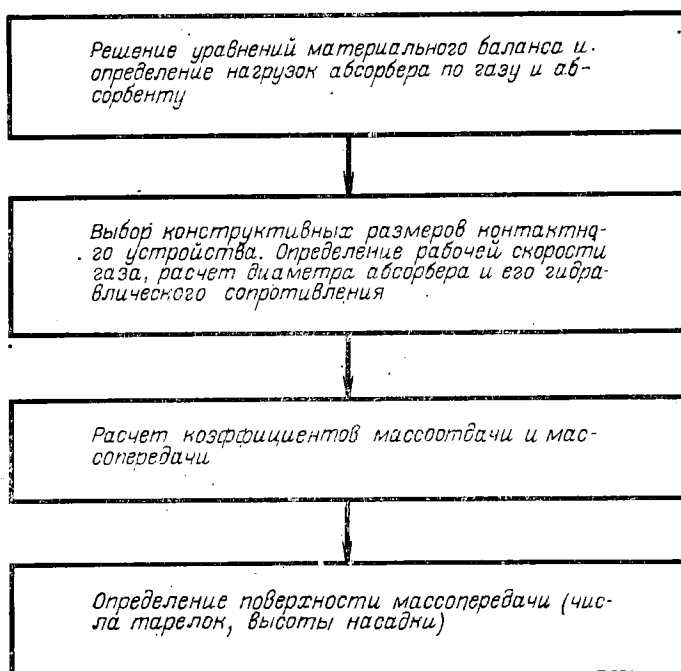 Решение уравнений материального баланса и
определение нагрузок абсорбера по газу и аб-
сорбенту
Выбор конструктивных размеров контактно-
го устройства. Определение рабочей скорости
газа, расчет диаметра абсорбера и его гидра-
влического сопротивления
Расчет коэффициентов массоотдачи и мас-
сопередачи
Определение поверхности массопередачи (чис-
ла тарелок, высоты насадки)